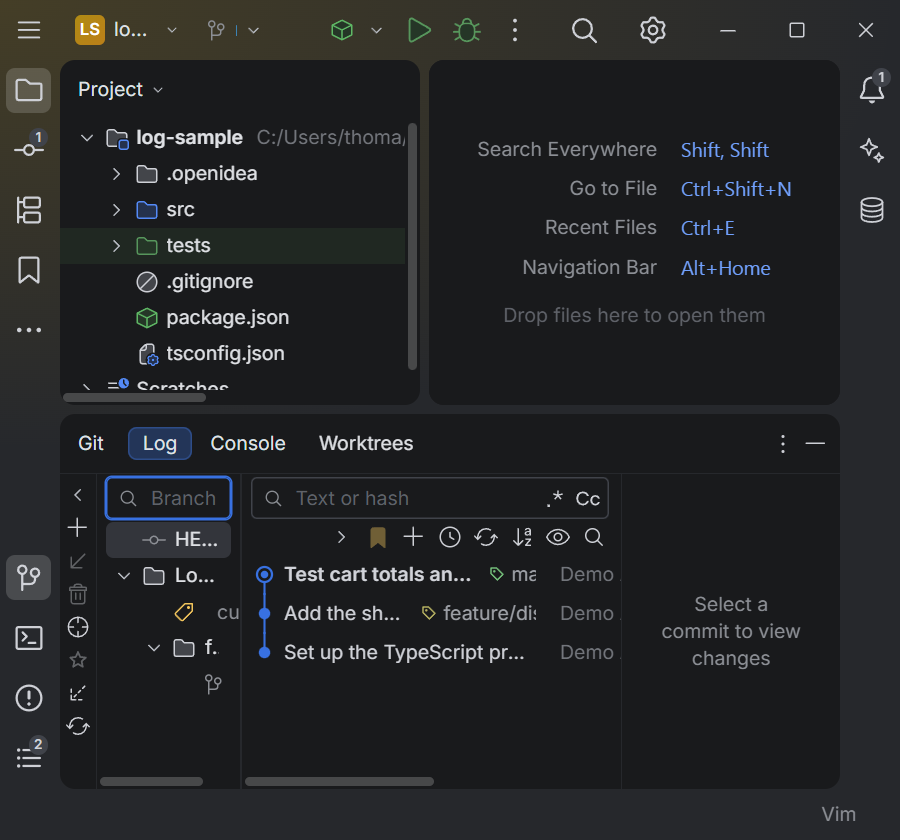 LS lo...
Project
1
1
log-sample C:/Users/thoma/
.openidea
src
tests
.gitignore
package.json
tsconfig.json
Scratches
Search Everywhere Shift, Shift
Go to File Ctrl+Shift+N
Recent Files Ctrl+E
Navigation Bar Alt+Home
Drop files here to open them
Git Log Console Worktrees
Branch
HE...
Lo...
cu
f..
Text or hash .* Cc
Test cart totals an... ma Demo
Add the sh... feature/dis Demo
Set up the TypeScript pr... Demo
Select a
commit to view
changes
2
Vim